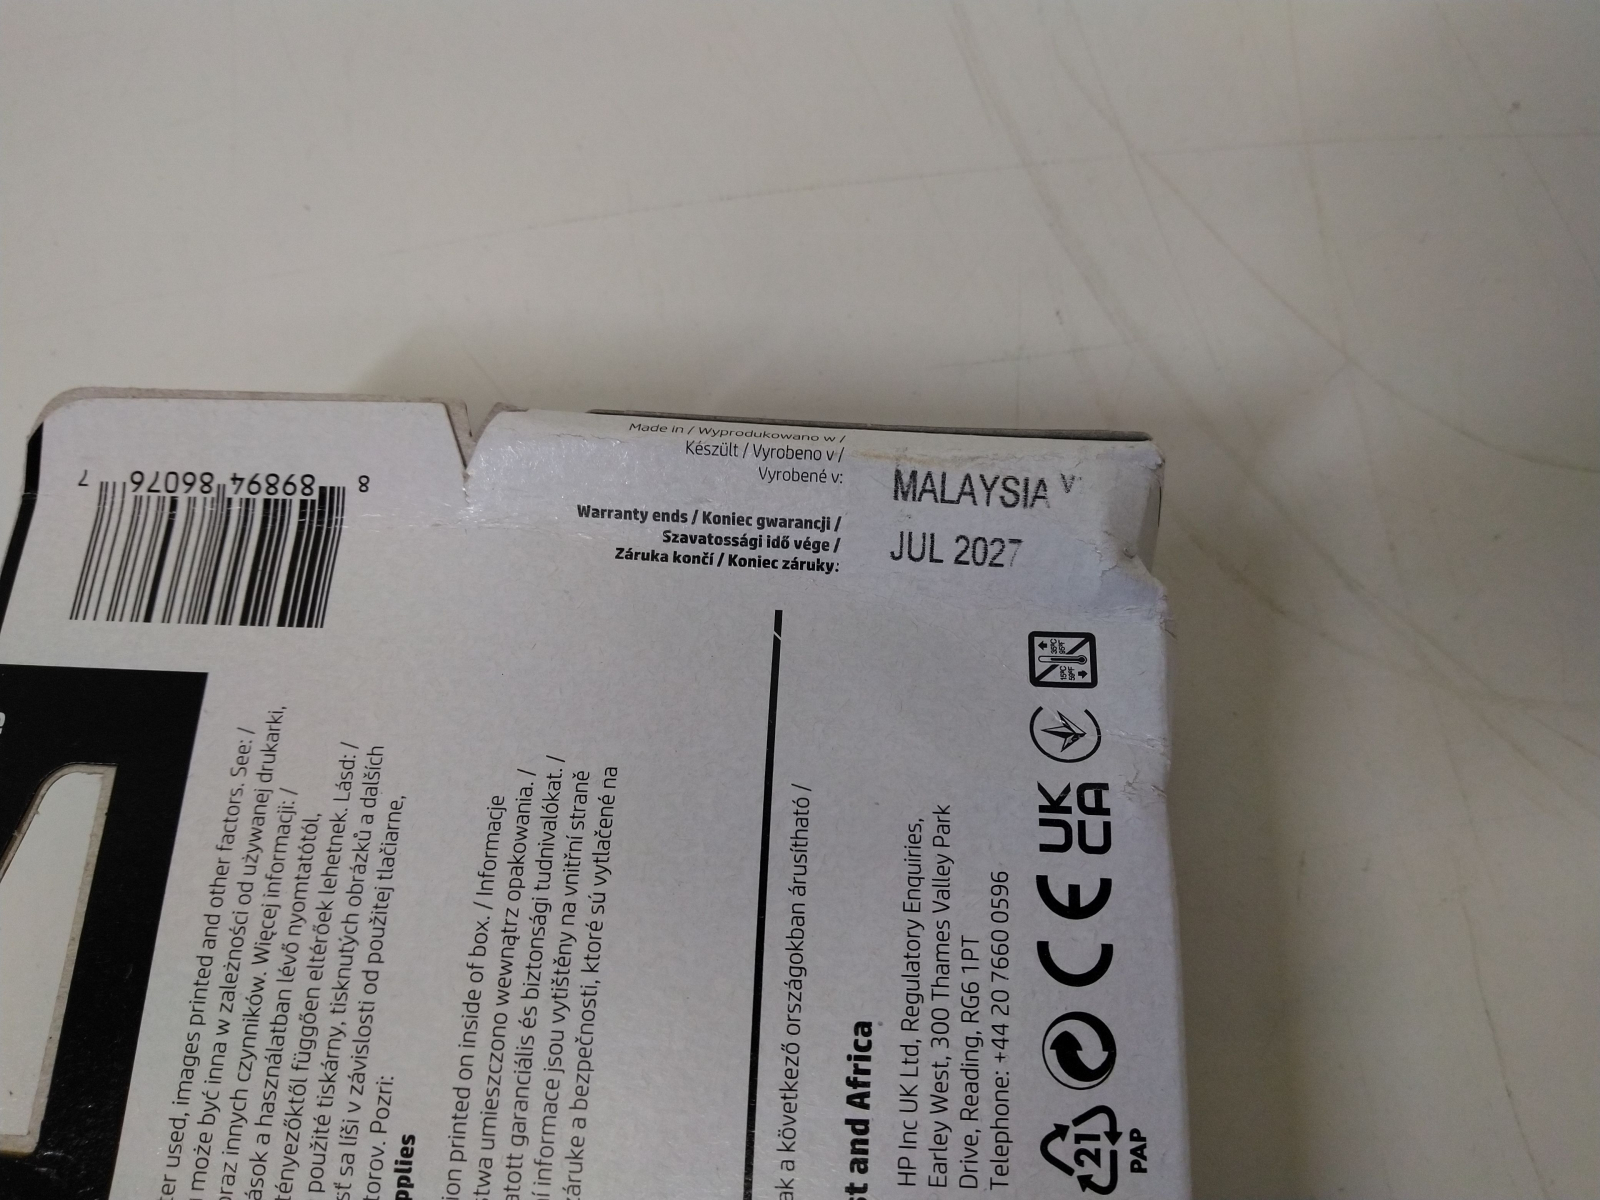 Made in / Wyprodukowano w /
Készült / Vyrobeno v /
Vyrobené v:
MALAYSIA V
Warranty ends / Koniec gwarancji /
Szavatossági idő vége /
Záruka končí / Koniec záruky:
JUL 2027
8 89894 86076 7
ter used, images printed and other factors. See: /
może być inna w zależności od używanej drukarki,
oraz innych czynników. Więcej informacji: /
ások a használatban lévő nyomtatótól,
tényezőktől függően eltérőek lehetnek. Lásd: /
použité tiskárny, tisknutých obrázků a dalších
sť sa líši v závislosti od použitej tlačiarne,
torov. Pozri:
pplies
ion printed on inside of box. / Informacje
stwa umieszczono wewnątrz opakowania. /
atott garanciális és biztonsági tudnivalókat. /
í informace jsou vytištěny na vnitřní straně
záruke a bezpečnosti, ktoré sú vytlačené na
ak a következő országokban árusítható /
st and Africa
HP Inc UK Ltd, Regulatory Enquiries,
Earley West, 300 Thames Valley Park
Drive, Reading, RG6 1PT
Telephone: +44 20 7660 0596
21
PAP
CE
UK
CA
15ºC
59ºF
35ºC
95ºF